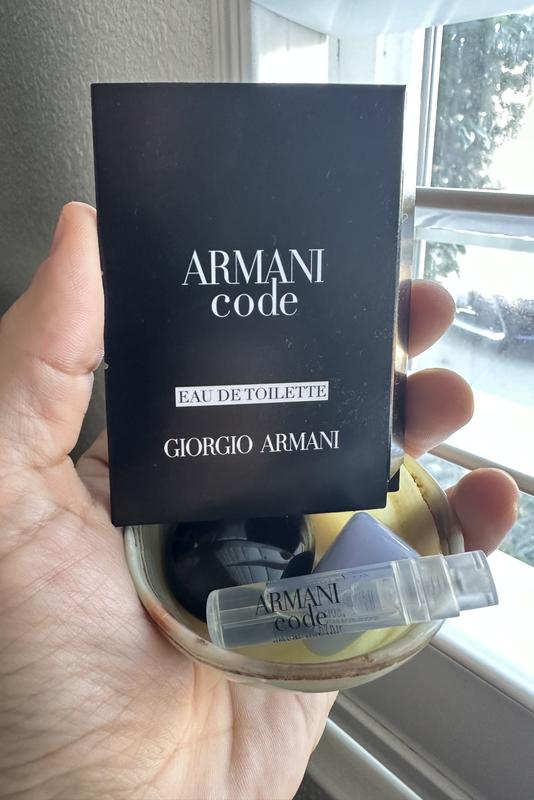 ARMANI
code
EAU DE TOILETTE
GIORGIO ARMANI
ARMANI
code